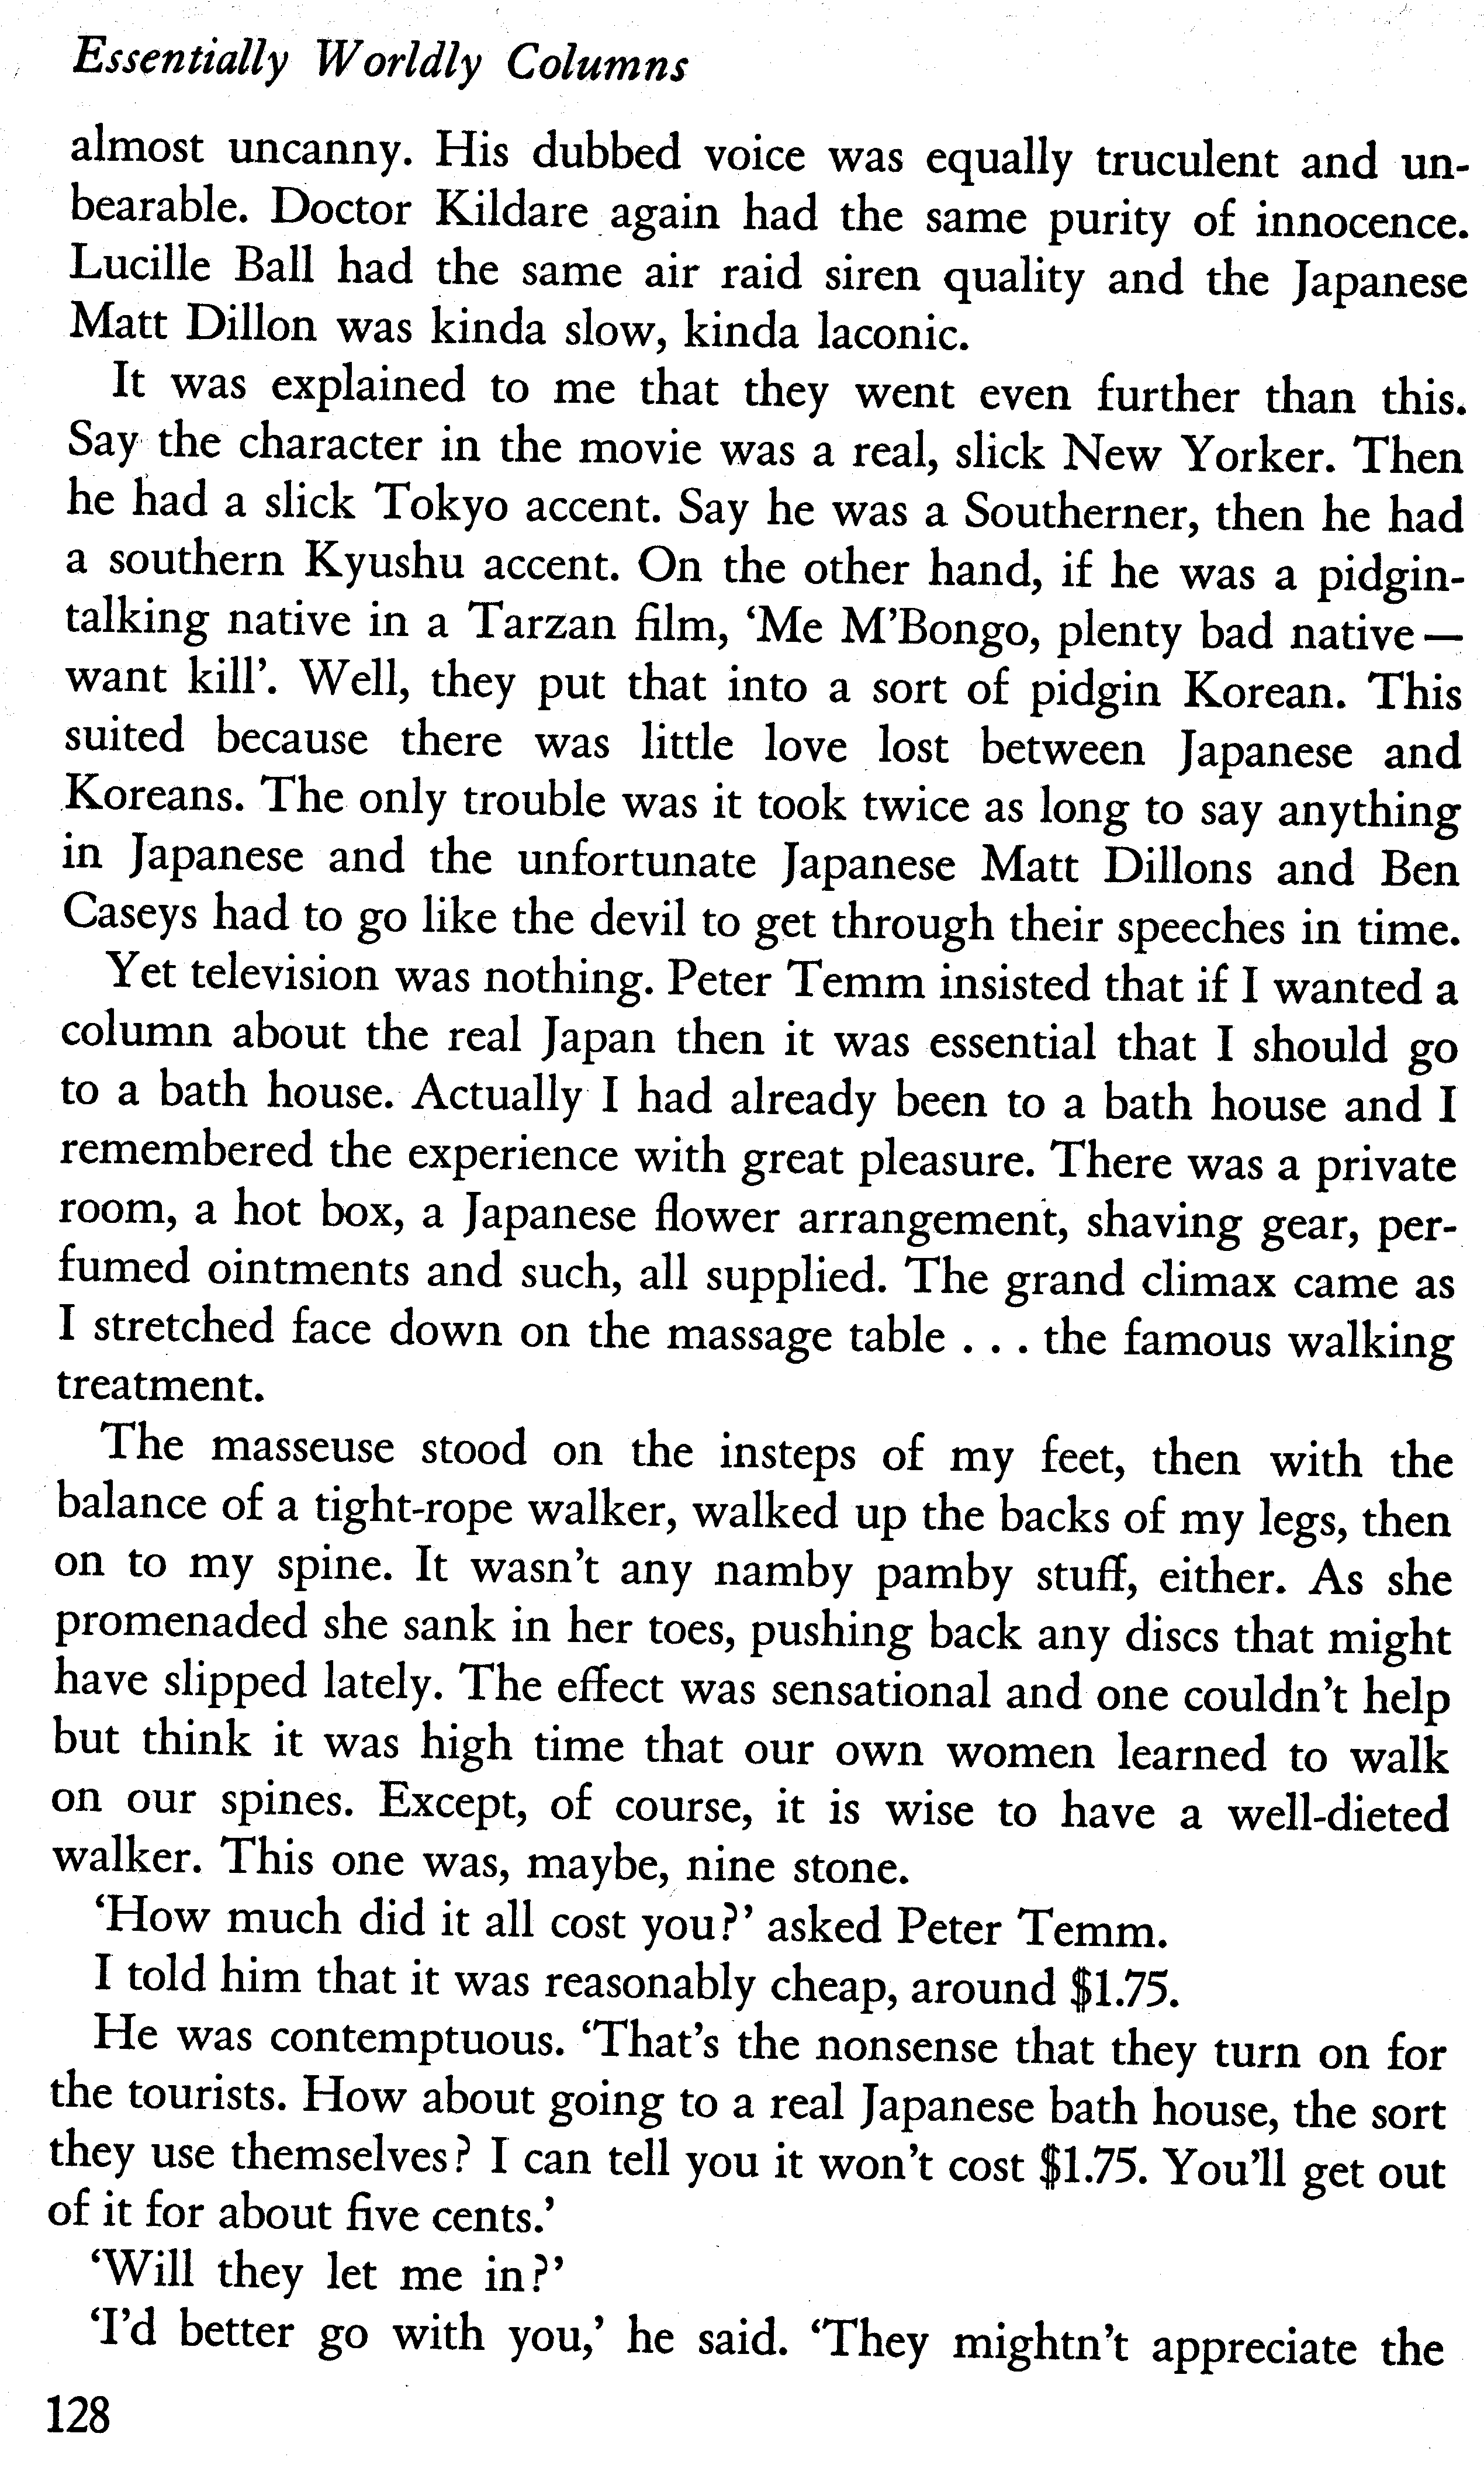 Essentially Worldly Columns
almost uncanny. His dubbed voice was equally truculent and un-
bearable. Doctor Kildare again had the same purity of innocence.
Lucille Ball had the same air raid siren quality and the Japanese
Matt Dillon was kinda slow, kinda laconic.
It was explained to me that they went even further than this.
Say the character in the movie was a real, slick New Yorker. Then
he had a slick Tokyo accent. Say he was a Southerner, then he had
a southern Kyushu accent. On the other hand, if he was a pidgin-
talking native in a Tarzan film, ‘Me M’Bongo, plenty bad native —
want kill’. Well, they put that into a sort of pidgin Korean. This
suited because there was little love lost between Japanese and
Koreans. The only trouble was it took twice as long to say anything
in Japanese and the unfortunate Japanese Matt Dillons and Ben
Caseys had to go like the devil to get through their speeches in time.
Yet television was nothing. Peter Temm insisted that if I wanted a
column about the real Japan then it was essential that I should go
to a bath house. Actually I had already been to a bath house and I
remembered the experience with great pleasure. There was a private
room, a hot box, a Japanese flower arrangement, shaving gear, per-
fumed ointments and such, all supplied. The grand climax came as
I stretched face down on the massage table . . . the famous walking
treatment.
The masseuse stood on the insteps of my feet, then with the
balance of a tight-rope walker, walked up the backs of my legs, then
on to my spine. It wasn’t any namby pamby stuff, either. As she
promenaded she sank in her toes, pushing back any discs that might
have slipped lately. The effect was sensational and one couldn’t help
but think it was high time that our own women learned to walk
on our spines. Except, of course, it is wise to have a well-dieted
walker. This one was, maybe, nine stone.
‘How much did it all cost you?’ asked Peter Temm.
I told him that it was reasonably cheap, around $1.75.
He was contemptuous. ‘That’s the nonsense that they turn on for
the tourists. How about going to a real Japanese bath house, the sort
they use themselves? I can tell you it won’t cost $1.75. You’ll get out
of it for about five cents.’
‘Will they let me in?’
‘I’d better go with you,’ he said. ‘They mightn’t appreciate the
128